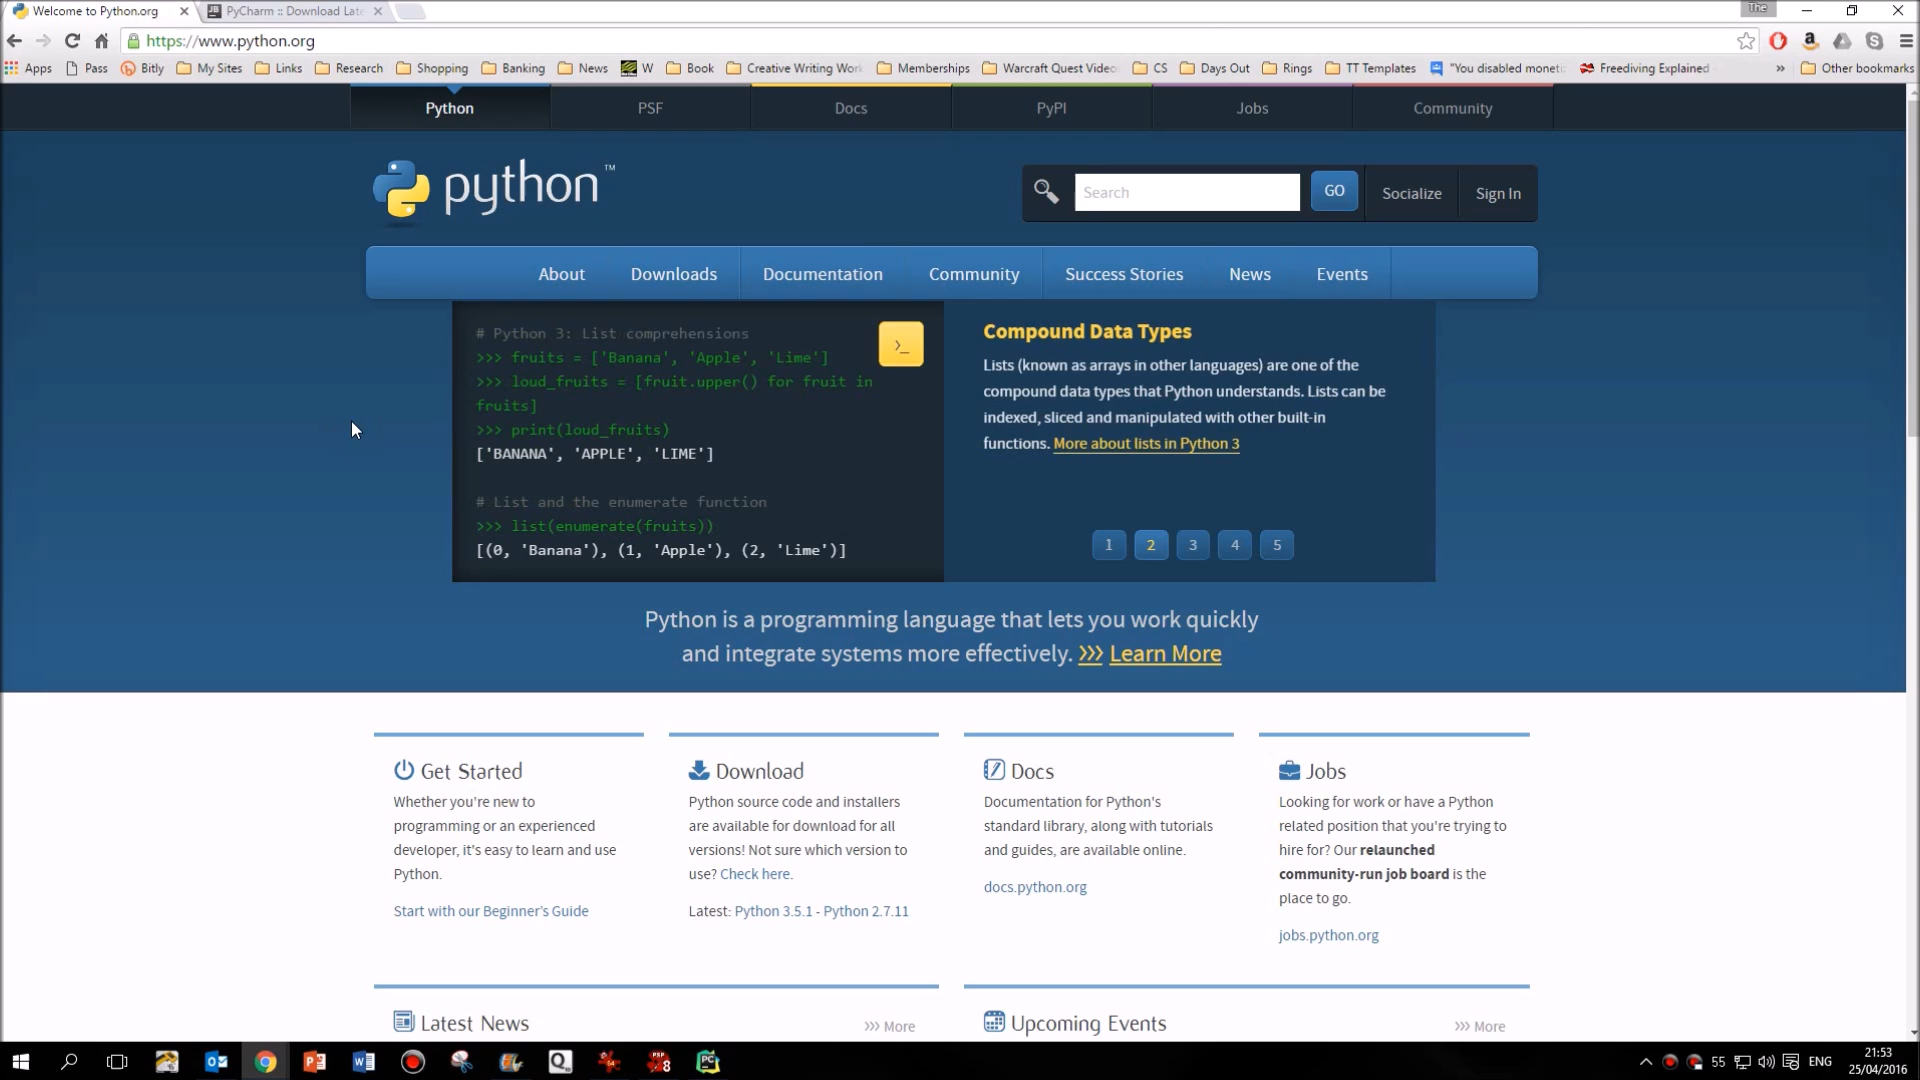 Welcome to Python.org
PyCharm :: Download Late
The
https://www.python.org
Apps
Pass
Bitly
My Sites
Links
Research
Shopping
Banking
News
W
Book
Creative Writing Work
Memberships
Warcraft Quest Video
CS
Days Out
Rings
TT Templates
"You disabled moneti
Freediving Explained
»
Other bookmarks
Python
PSF
Docs
PyPI
Jobs
Community
python™
Search
GO
Socialize
Sign In
About
Downloads
Documentation
Community
Success Stories
News
Events
# Python 3: List comprehensions
>>> fruits = ['Banana', 'Apple', 'Lime']
>>> loud_fruits = [fruit.upper() for fruit in
fruits]
>>> print(loud_fruits)
['BANANA', 'APPLE', 'LIME']
# List and the enumerate function
>>> list(enumerate(fruits))
[(0, 'Banana'), (1, 'Apple'), (2, 'Lime')]
>_
Compound Data Types
Lists (known as arrays in other languages) are one of the
compound data types that Python understands. Lists can be
indexed, sliced and manipulated with other built-in
functions. More about lists in Python 3
1 2 3 4 5
Python is a programming language that lets you work quickly
and integrate systems more effectively. >>> Learn More
Get Started
Whether you're new to
programming or an experienced
developer, it's easy to learn and use
Python.
Start with our Beginner's Guide
Download
Python source code and installers
are available for download for all
versions! Not sure which version to
use? Check here.
Latest: Python 3.5.1 - Python 2.7.11
Docs
Documentation for Python's
standard library, along with tutorials
and guides, are available online.
docs.python.org
Jobs
Looking for work or have a Python
related position that you're trying to
hire for? Our relaunched
community-run job board is the
place to go.
jobs.python.org
Latest News
>>> More
Upcoming Events
>>> More
55
ENG
21:53
25/04/2016